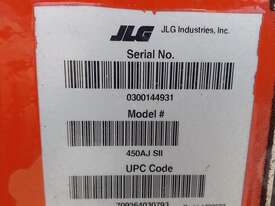 JLG JLG Industries, Inc.
Serial No.
0300144931
Model #
450AJ SII
UPC Code